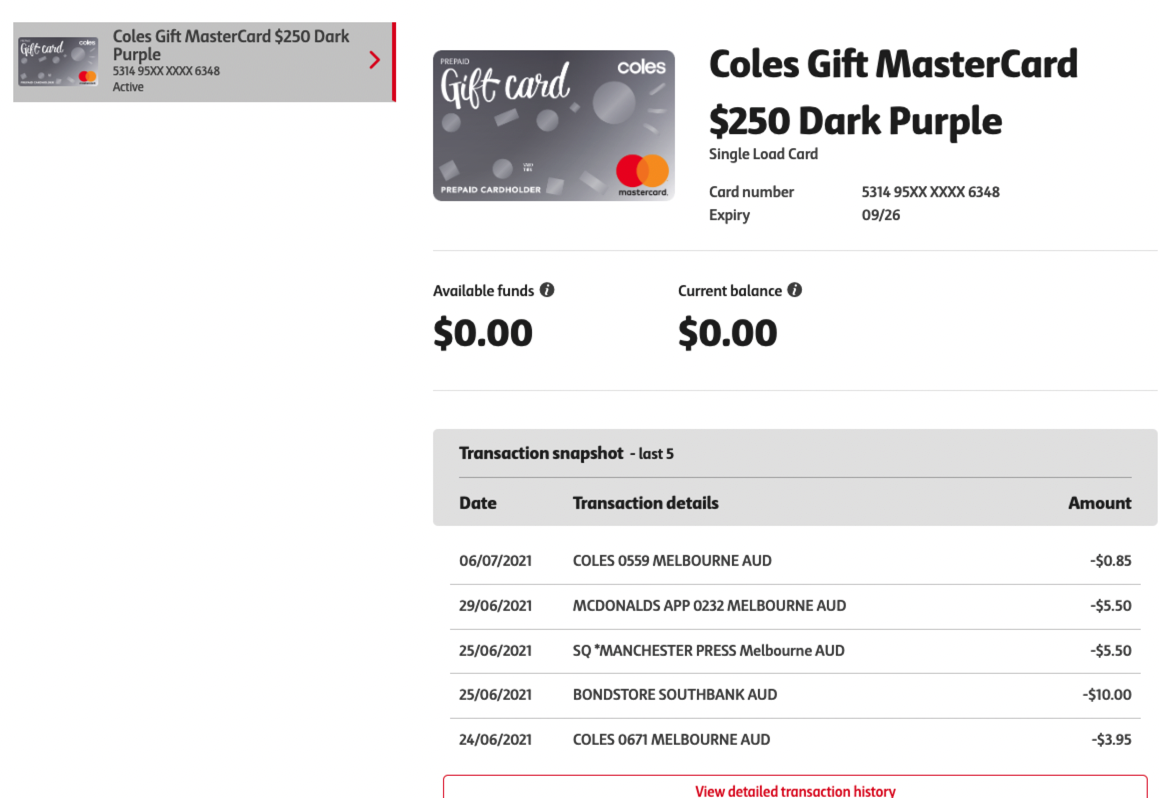 Coles Gift MasterCard $250 Dark
Purple
5314 95XX XXXX 6348
Active
PREPAID
Gift card
coles
PREPAID CARDHOLDER
mastercard.
Coles Gift MasterCard
$250 Dark Purple
Single Load Card
Card number 5314 95XX XXXX 6348
Expiry 09/26
Available funds Current balance
$0.00 $0.00
Transaction snapshot - last 5
Date Transaction details Amount
06/07/2021 COLES 0559 MELBOURNE AUD -$0.85
29/06/2021 MCDONALDS APP 0232 MELBOURNE AUD -$5.50
25/06/2021 SQ *MANCHESTER PRESS Melbourne AUD -$5.50
25/06/2021 BONDSTORE SOUTHBANK AUD -$10.00
24/06/2021 COLES 0671 MELBOURNE AUD -$3.95
View detailed transaction history